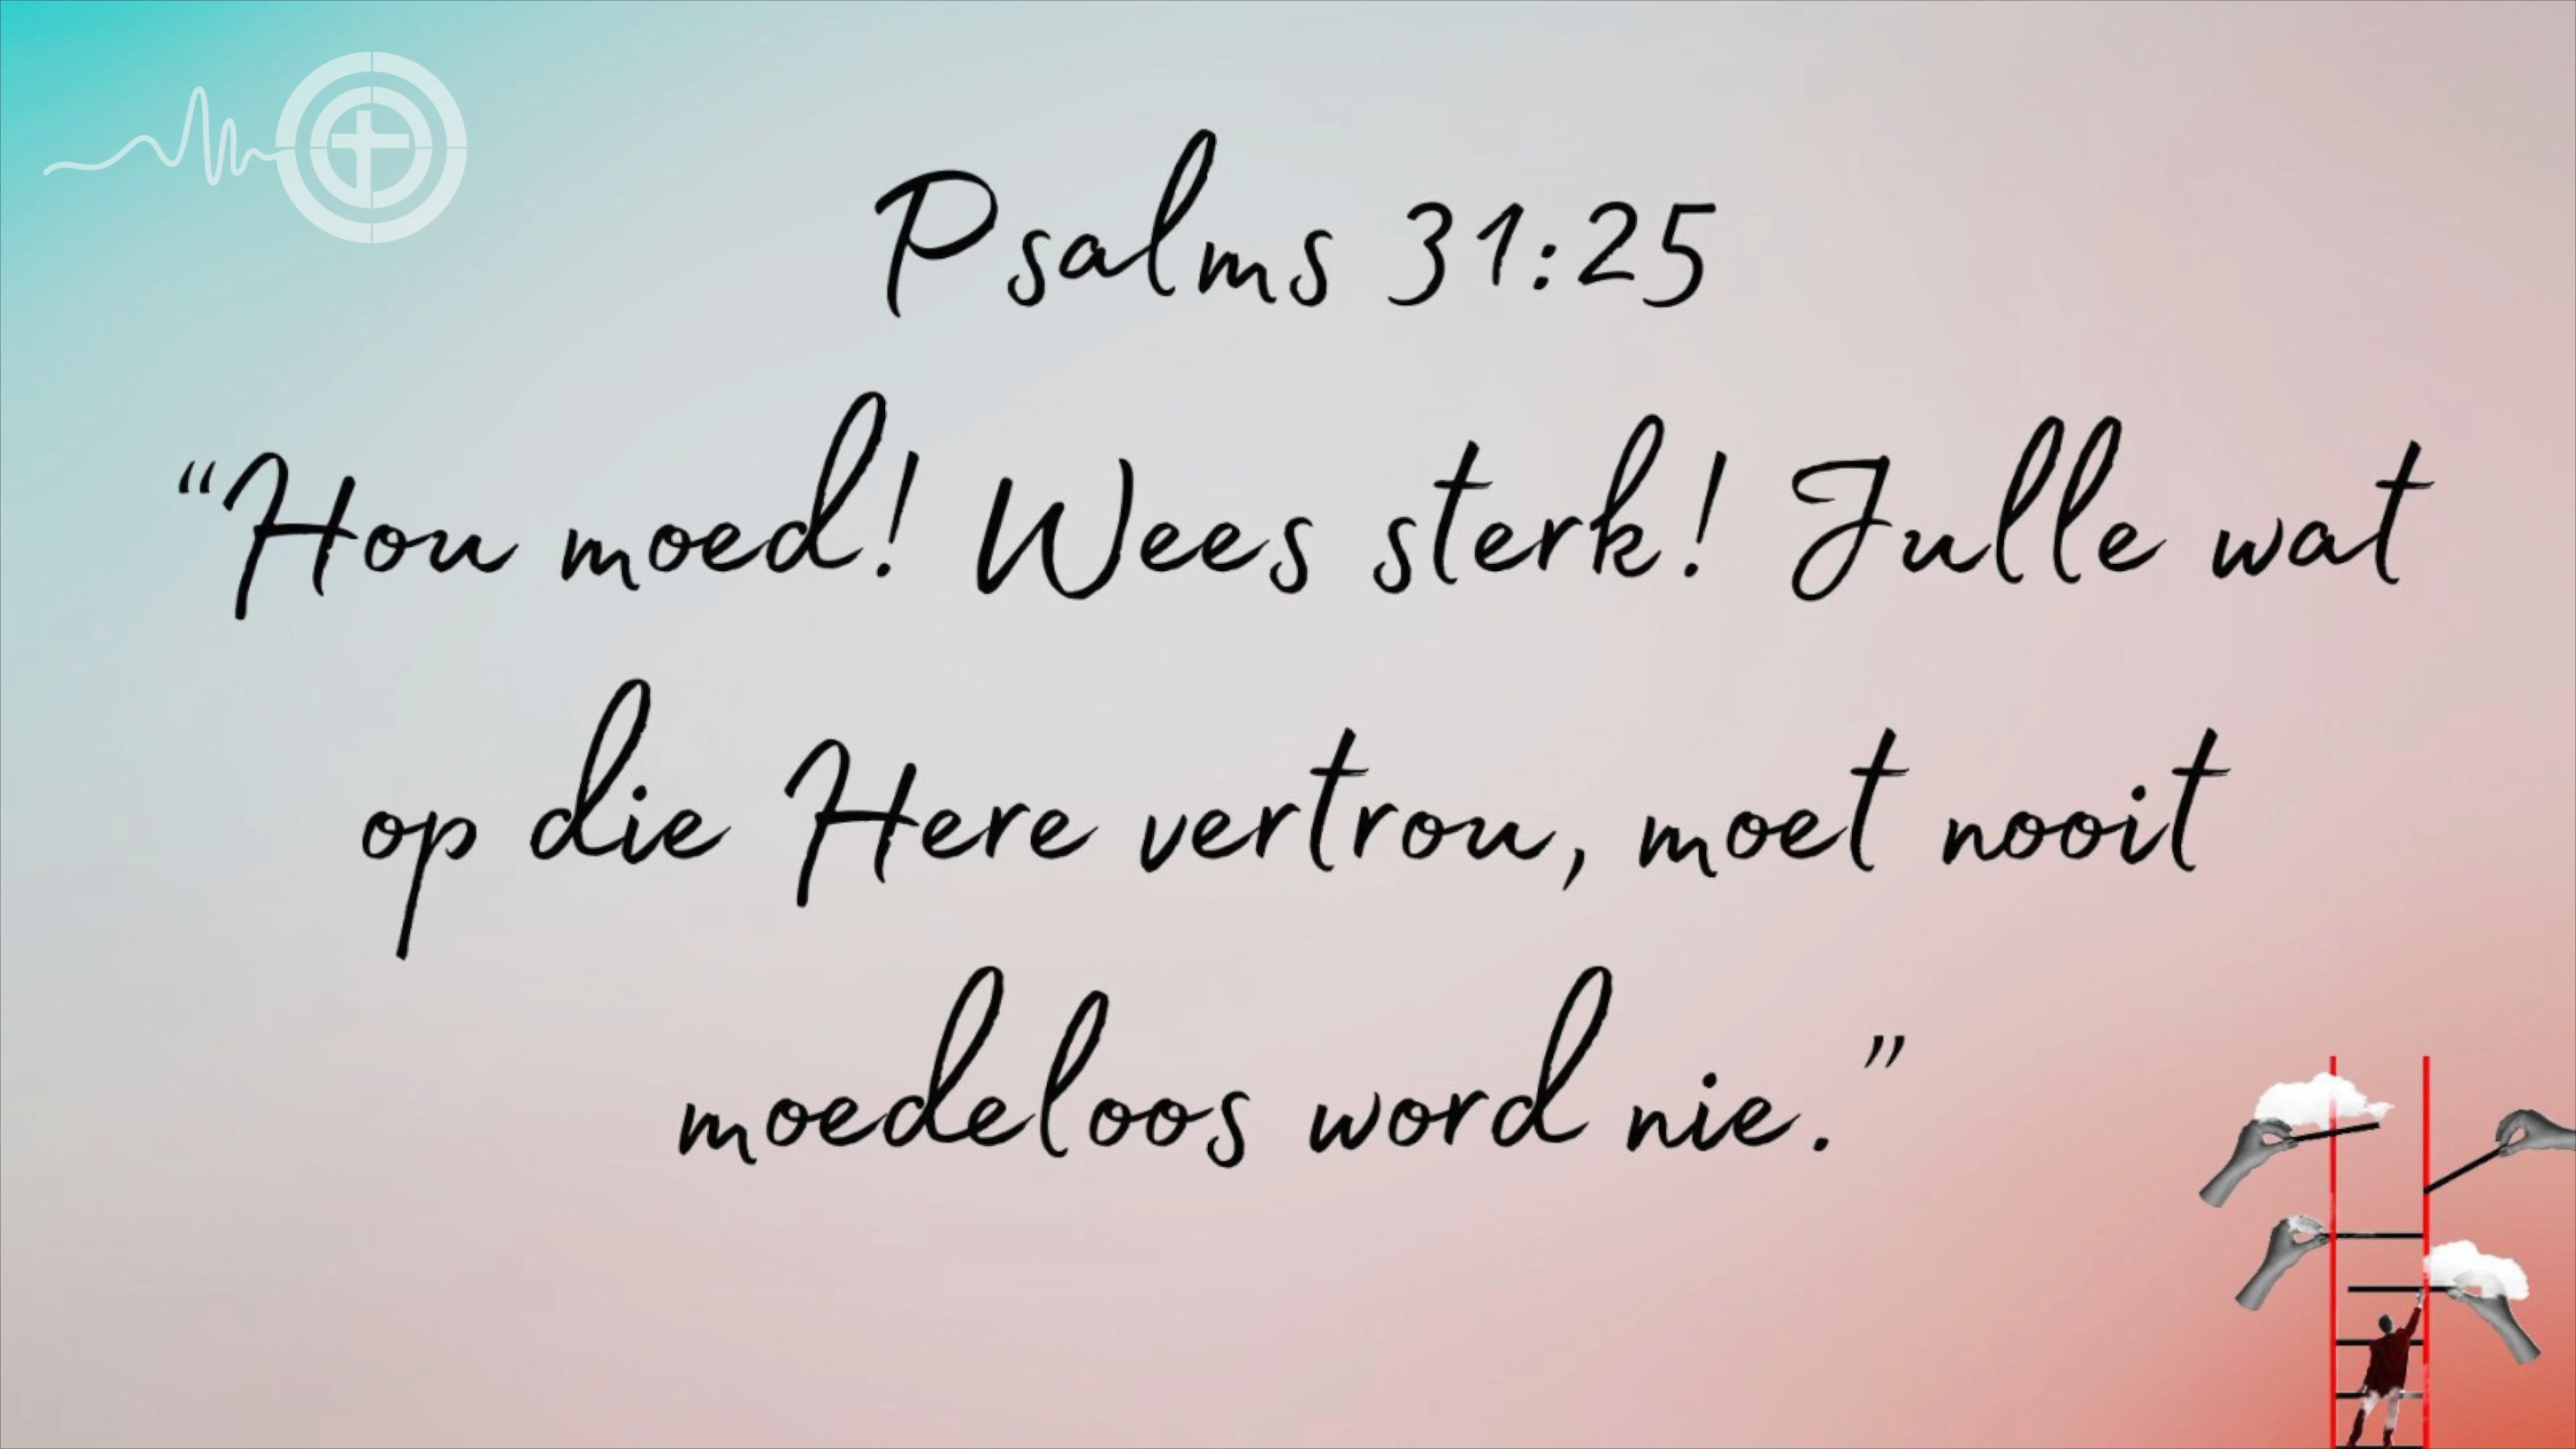 Psalms 31:25
“Hou moed! Wees sterk! Julle wat
op die Here vertrou, moet nooit
moedeloos word nie.”